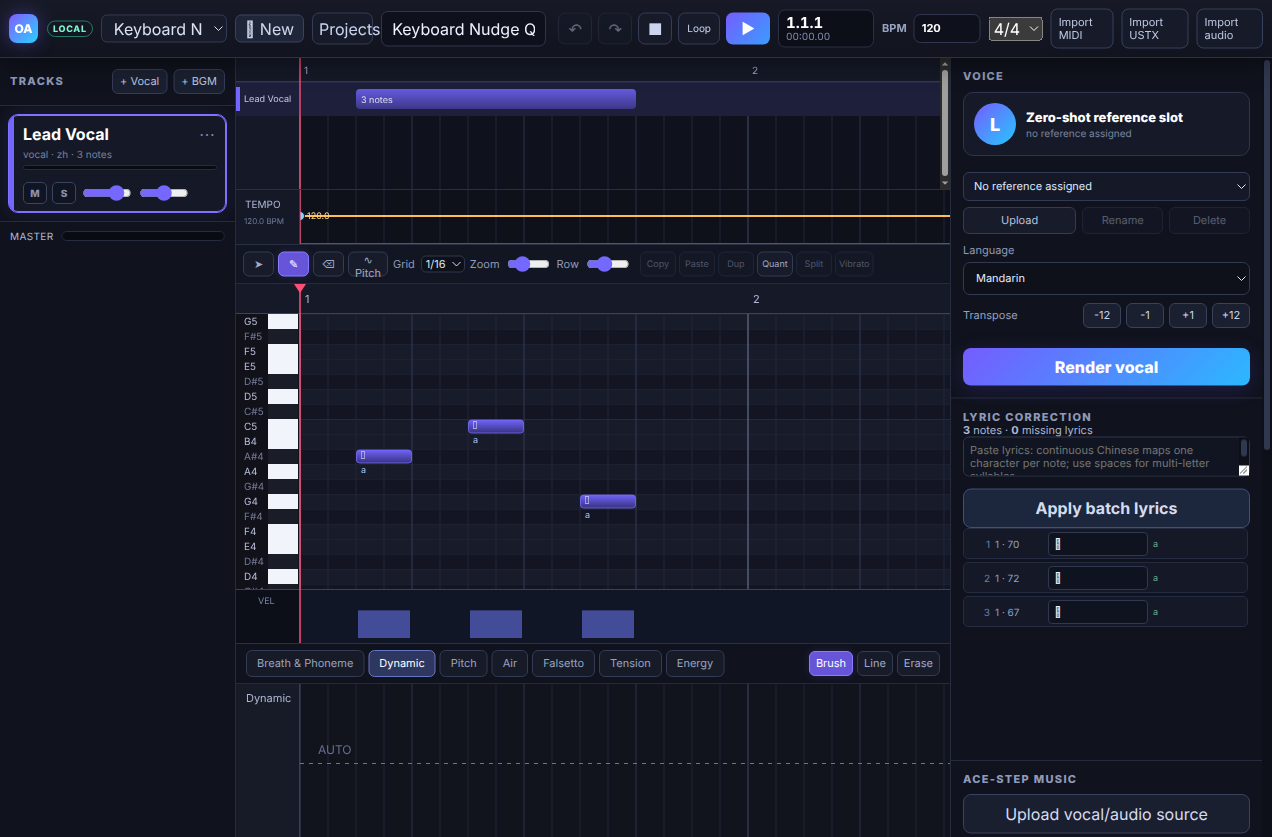 OA LOCAL Keyboard N New Projects Keyboard Nudge Q Loop 1.1.1 BPM 120 4/4 Import MIDI Import USTX Import audio
00:00.00
TRACKS + Vocal + BGM
Lead Vocal ...
vocal · zh · 3 notes
M S
MASTER
1 2
Lead Vocal 3 notes
TEMPO
120.0 BPM 120.0
Pitch Grid 1/16 Zoom Row Copy Paste Dup Quant Split Vibrato
1 2
G5
F#5
F5
E5
D#5
D5
C#5
C5
B4 a
A#4
A4 a
G#4
G4
F#4 a
F4
E4
D#4
D4
VEL
Breath & Phoneme Dynamic Pitch Air Falsetto Tension Energy Brush Line Erase
Dynamic
AUTO
VOICE
L Zero-shot reference slot
no reference assigned
No reference assigned
Upload Rename Delete
Language
Mandarin
Transpose -12 -1 +1 +12
Render vocal
LYRIC CORRECTION
3 notes · 0 missing lyrics
Paste lyrics: continuous Chinese maps one
character per note; use spaces for multi-letter
Apply batch lyrics
1 1 · 70 a
2 1 · 72 a
3 1 · 67 a
ACE-STEP MUSIC
Upload vocal/audio source